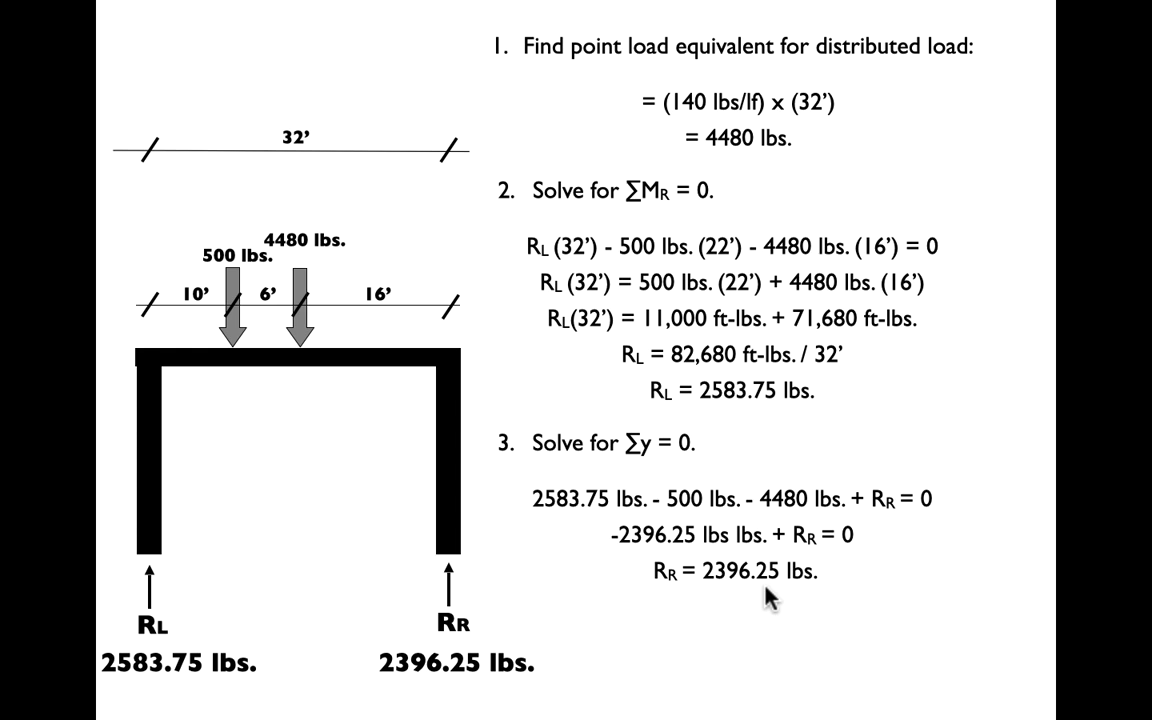 1. Find point load equivalent for distributed load:
= (140 lbs/lf) x (32’)
= 4480 lbs.
2. Solve for ∑MR = 0.
RL (32’) - 500 lbs. (22’) - 4480 lbs. (16’) = 0
RL (32’) = 500 lbs. (22’) + 4480 lbs. (16’)
RL(32’) = 11,000 ft-lbs. + 71,680 ft-lbs.
RL = 82,680 ft-lbs. / 32’
RL = 2583.75 lbs.
3. Solve for ∑y = 0.
2583.75 lbs. - 500 lbs. - 4480 lbs. + RR = 0
-2396.25 lbs lbs. + RR = 0
RR = 2396.25 lbs.
32’
4480 lbs.
500 lbs.
10’ 6’ 16’
RL RR
2583.75 lbs. 2396.25 lbs.